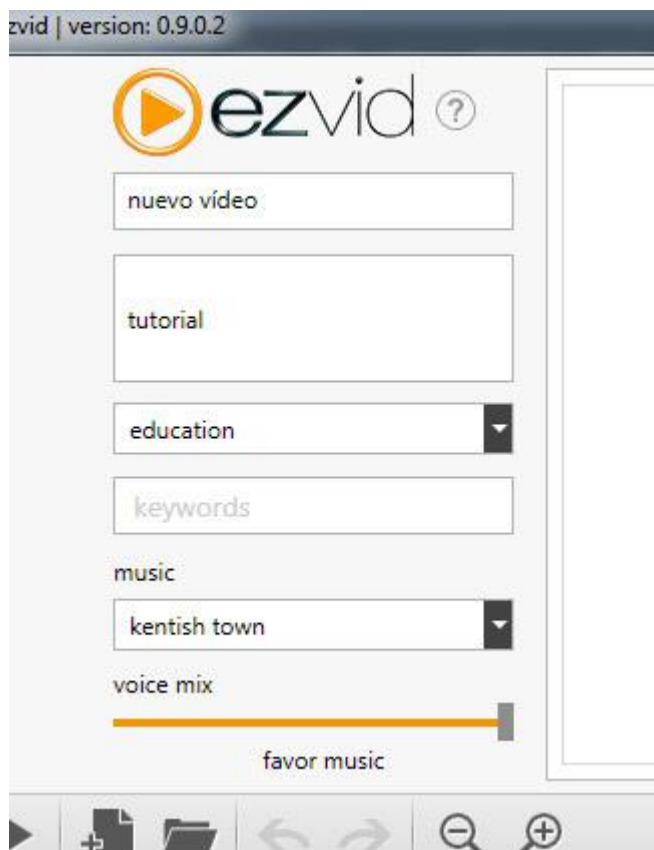 zvid | version: 0.9.0.2
ezvid ?
nuevo vídeo
tutorial
education
keywords
music
kentish town
voice mix
favor music